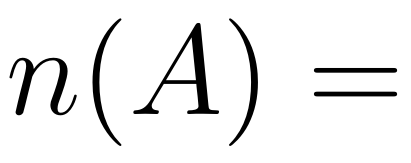 n(A) =